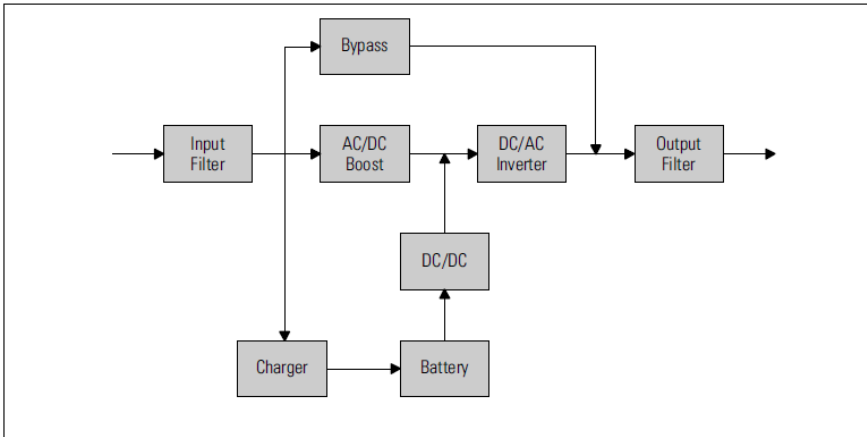 Bypass
Input
Filter
AC/DC
Boost
DC/AC
Inverter
Output
Filter
DC/DC
Charger
Battery